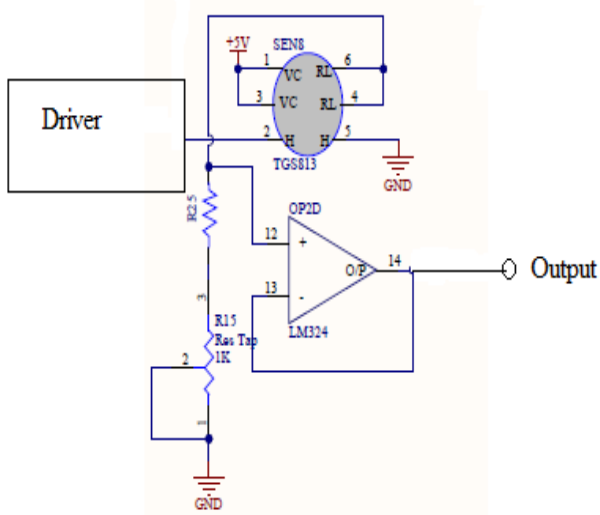 +5V
SEN8
1
VC
RL
6
3
VC
RL
4
Driver
2
H
H
5
TGS813
GND
R25
OP2D
12
+
O/P
14
Output
13
-
LM324
3
R15
Res Tap
1K
2
1
GND